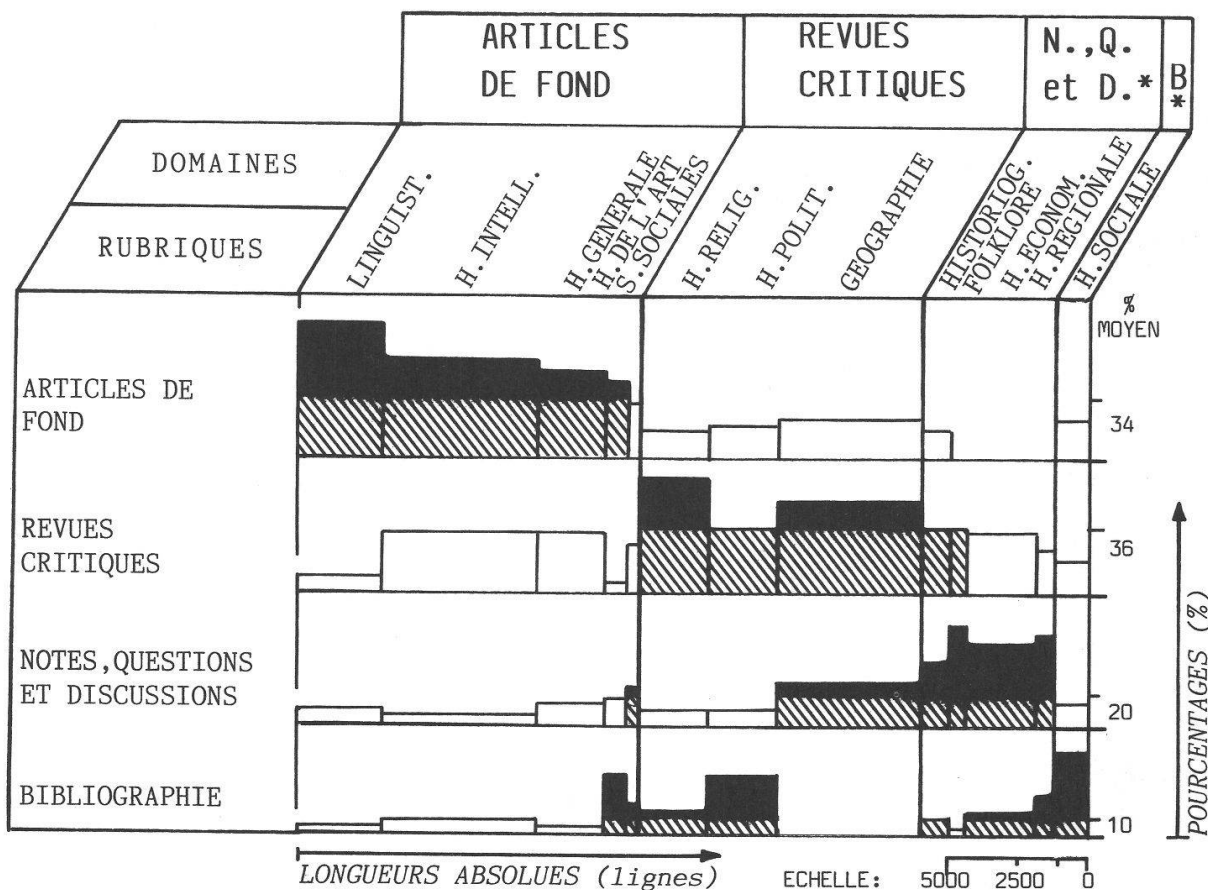 ARTICLES
DE FOND
REVUES
CRITIQUES
N.,Q.
et D.*
B
*
DOMAINES
RUBRIQUES
LINGUIST.
H.INTELL.
H.GENERALE
H.DE L'ART
S.SOCIALES
H.RELIG.
H.POLIT.
GEOGRAPHIE
HISTORIOG.
FOLKLORE
H.ECONOM.
H.REGIONALE
H.SOCIALE
%
MOYEN
ARTICLES DE
FOND
34
REVUES
CRITIQUES
36
NOTES,QUESTIONS
ET DISCUSSIONS
20
BIBLIOGRAPHIE
10
POURCENTAGES (%)
LONGUEURS ABSOLUES (lignes)
ECHELLE: 5000 2500 0